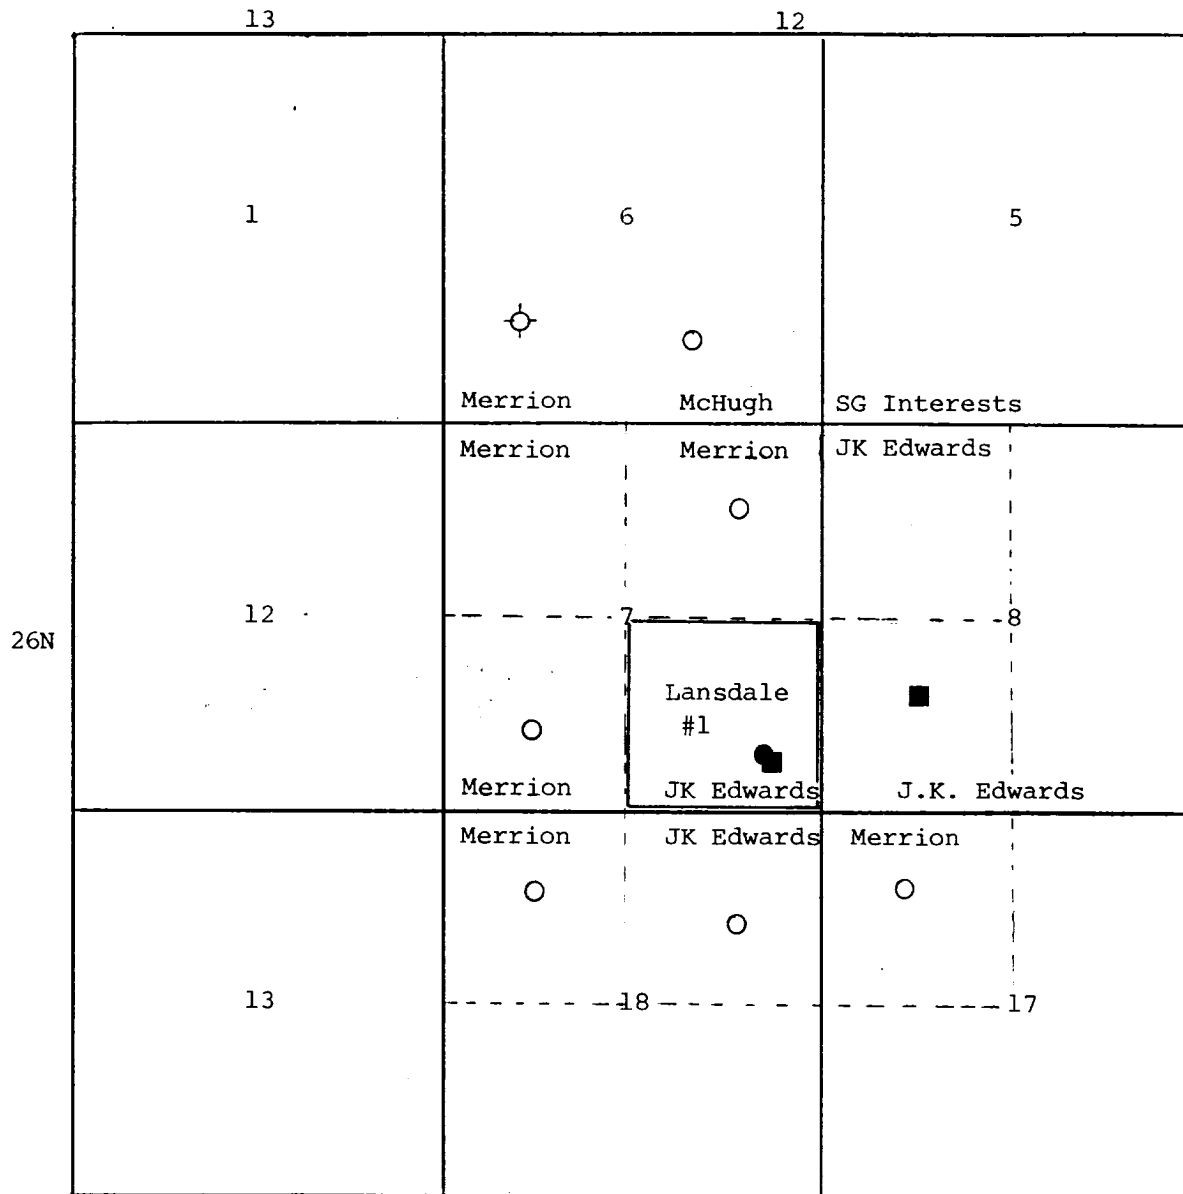 13 12
1 6 5
Merrion McHugh SG Interests
Merrion Merrion JK Edwards
12 7 8
26N
Lansdale
#1
Merrion JK Edwards J.K. Edwards
Merrion JK Edwards Merrion
13 18 17